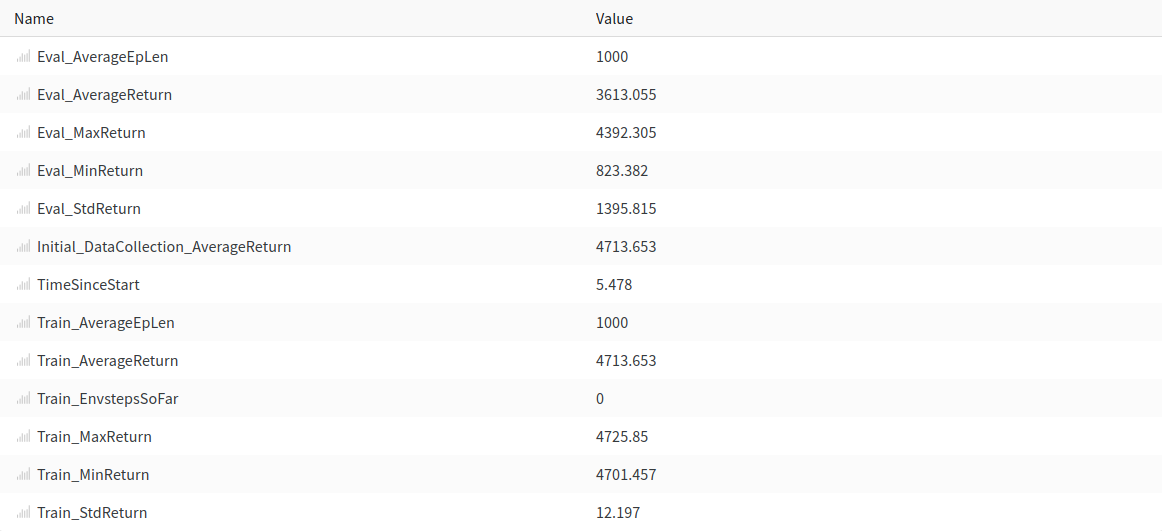 Name Value
Eval_AverageEpLen 1000
Eval_AverageReturn 3613.055
Eval_MaxReturn 4392.305
Eval_MinReturn 823.382
Eval_StdReturn 1395.815
Initial_DataCollection_AverageReturn 4713.653
TimeSinceStart 5.478
Train_AverageEpLen 1000
Train_AverageReturn 4713.653
Train_EnvstepsSoFar 0
Train_MaxReturn 4725.85
Train_MinReturn 4701.457
Train_StdReturn 12.197